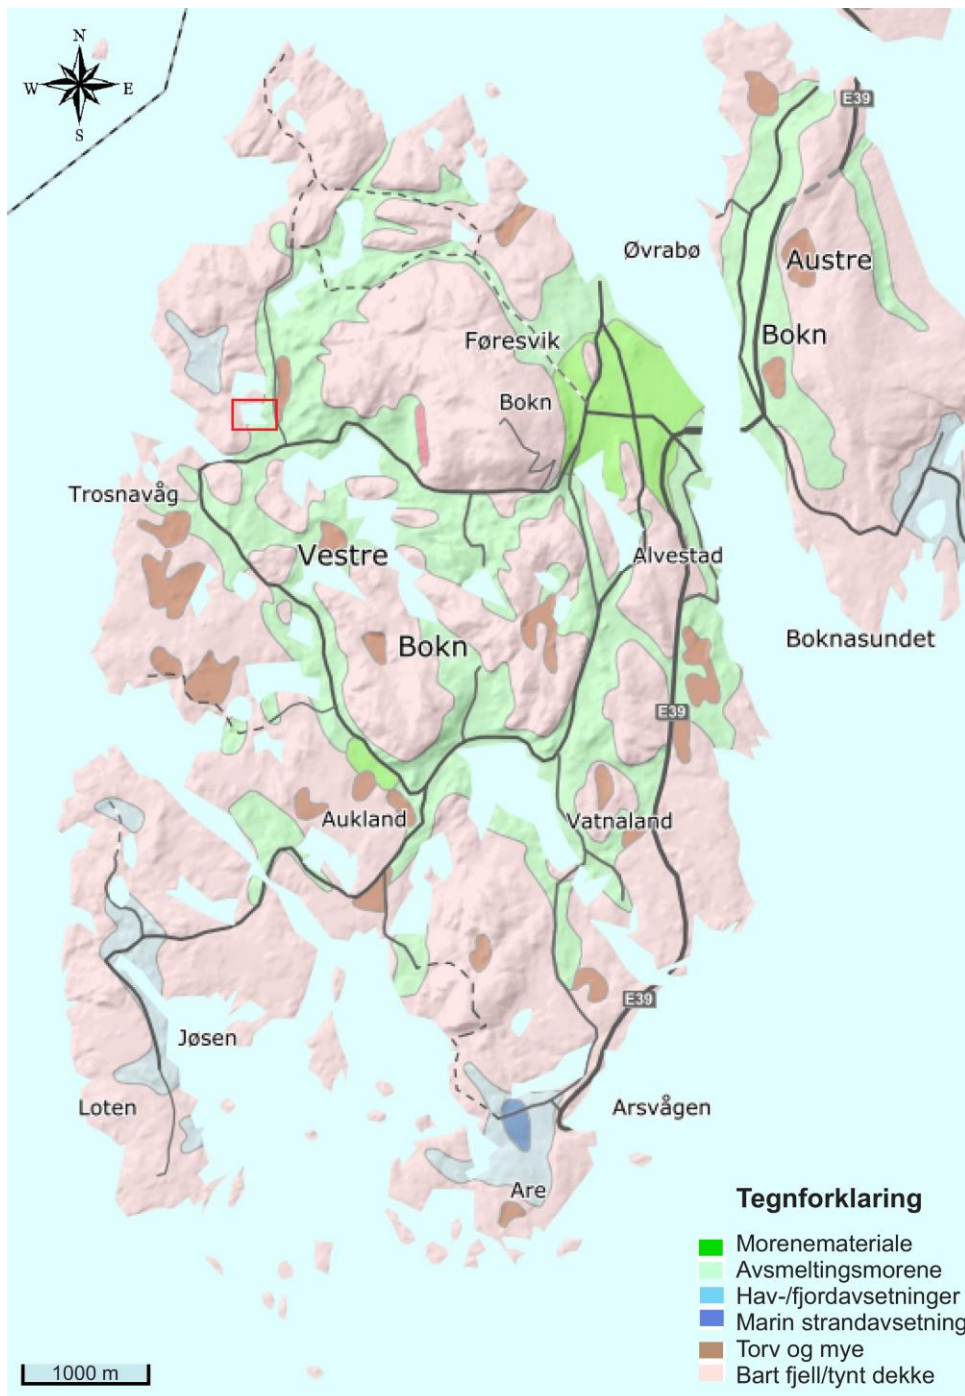 N
W E
S
E39
Øvrabø
Austre
Bokn
Føresvik
Bokn
Trosnavåg
Vestre
Alvestad
Bokn
Boknasundet
E39
Aukland
Vatnaland
E39
Jøsen
Loten
Arsvågen
Are
Tegnforklaring
Morenemateriale
Avsmeltingsmorene
Hav-/fjordavsetninger
Marin strandavsetning
Torv og mye
Bart fjell/tynt dekke
1000 m